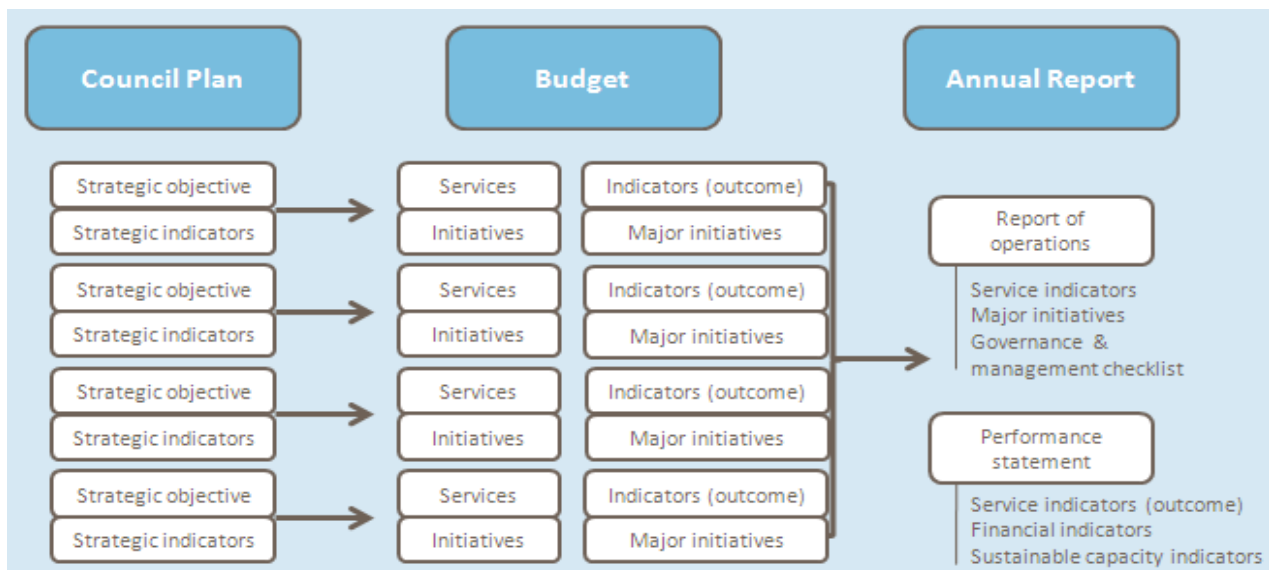 Council Plan
Budget
Annual Report
Strategic objective
Strategic indicators
Strategic objective
Strategic indicators
Strategic objective
Strategic indicators
Strategic objective
Strategic indicators
Services
Initiatives
Services
Initiatives
Services
Initiatives
Services
Initiatives
Indicators (outcome)
Major initiatives
Indicators (outcome)
Major initiatives
Indicators (outcome)
Major initiatives
Indicators (outcome)
Major initiatives
Report of
operations
Service indicators
Major initiatives
Governance &
management checklist
Performance
statement
Service indicators (outcome)
Financial indicators
Sustainable capacity indicators